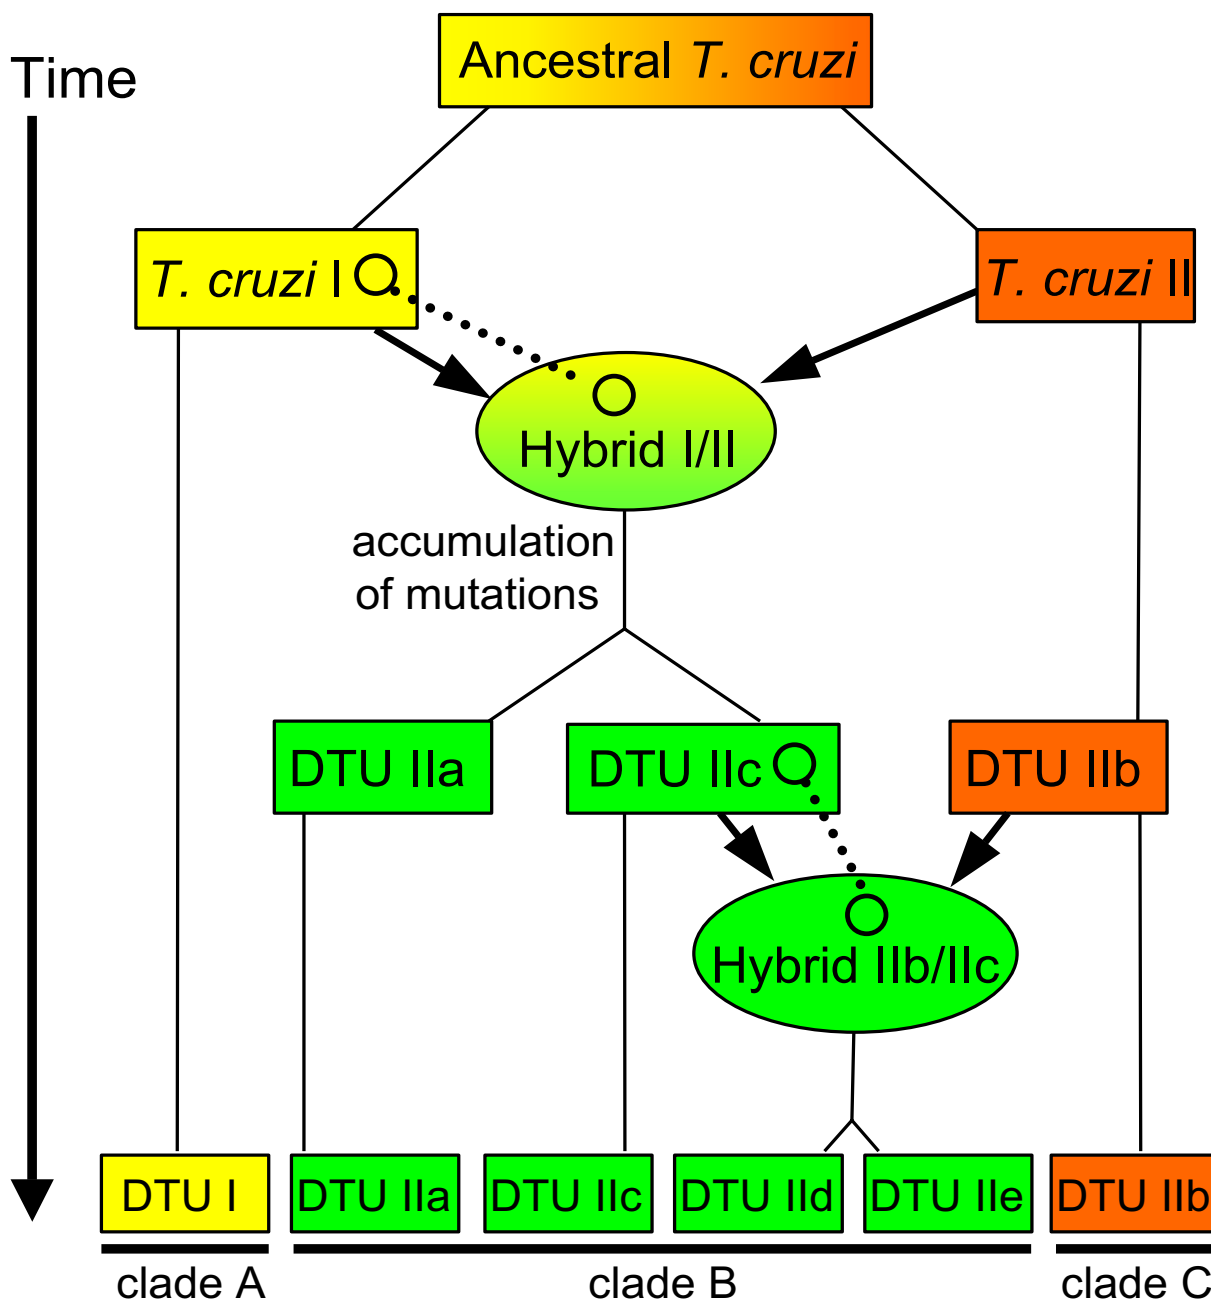 Ancestral T. cruzi
Time
T. cruzi I
T. cruzi II
Hybrid I/II
accumulation
of mutations
DTU IIa
DTU IIc
DTU IIb
Hybrid IIb/IIc
DTU I
DTU IIa
DTU IIc
DTU IId
DTU IIe
DTU IIb
clade A
clade B
clade C